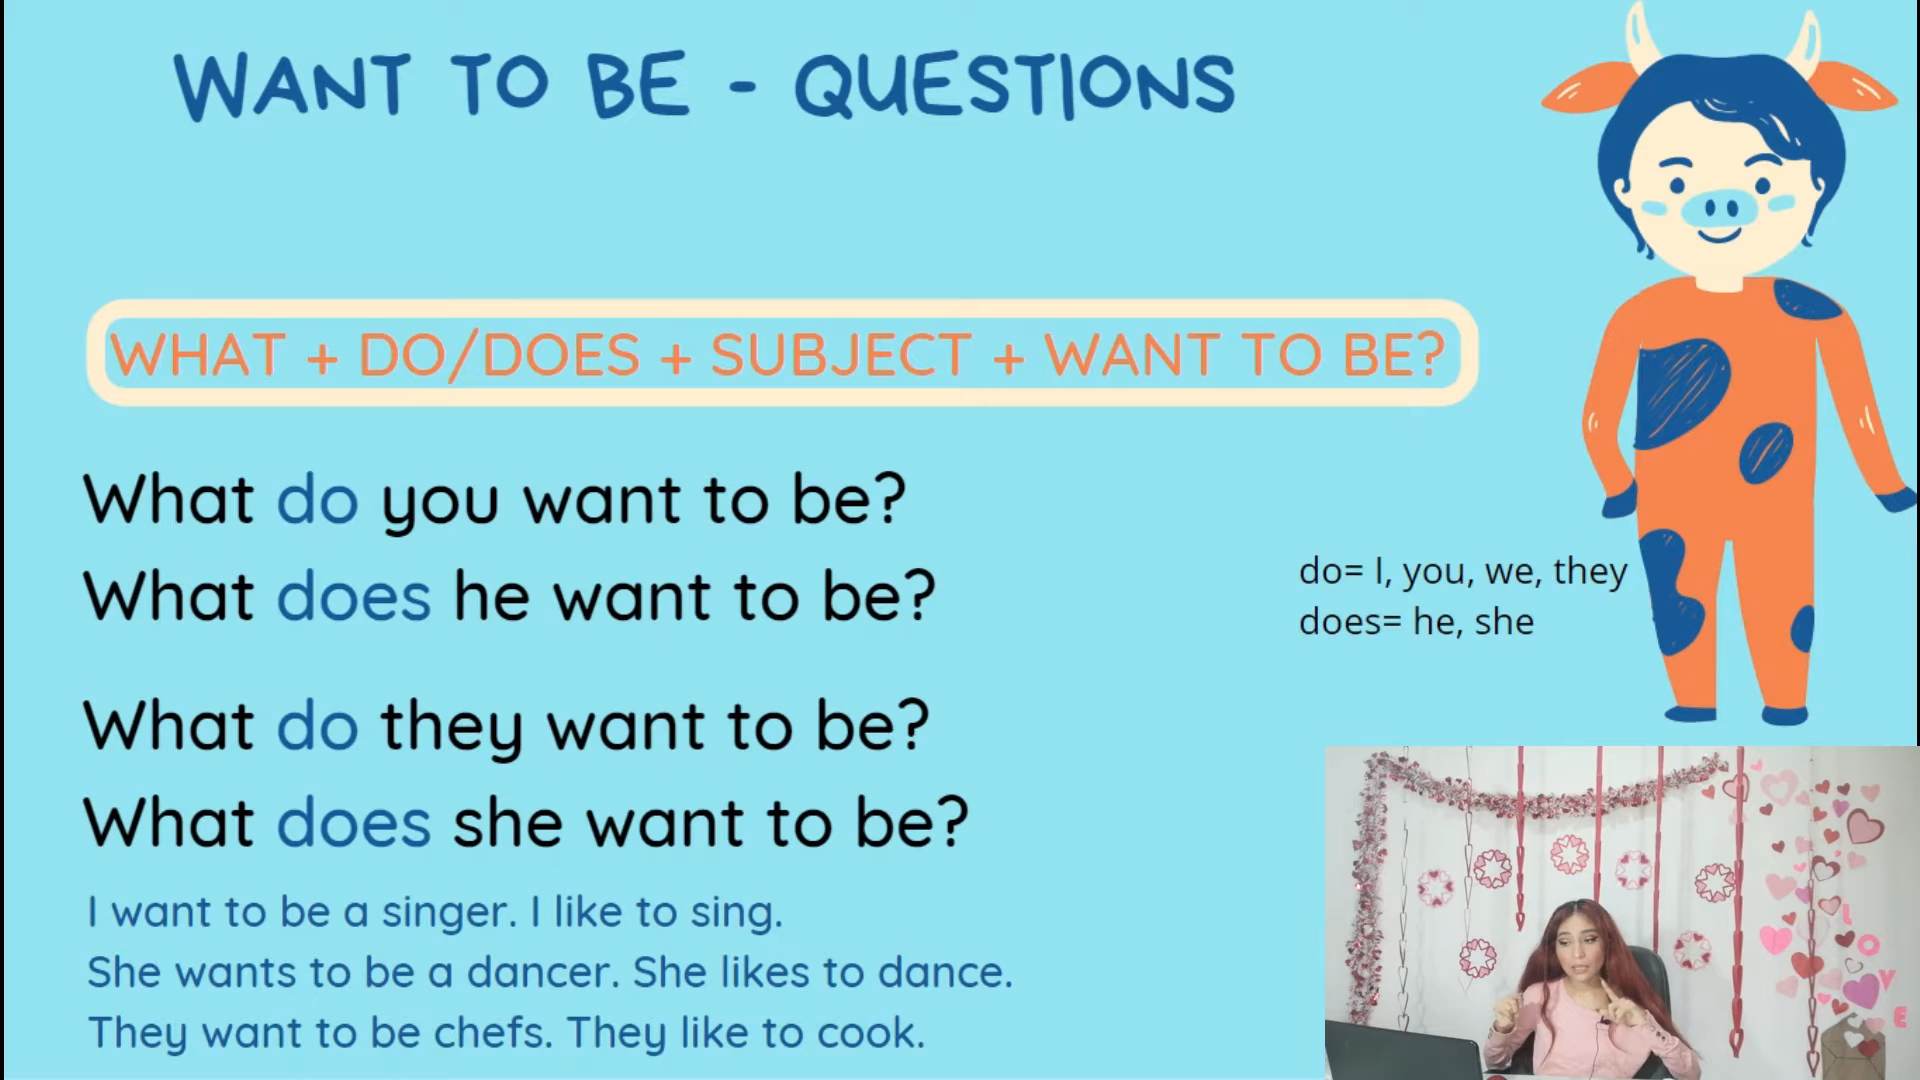 WANT TO BE - QUESTIONS
WHAT + DO/DOES + SUBJECT + WANT TO BE?
What do you want to be?
What does he want to be?
do= I, you, we, they
does= he, she
What do they want to be?
What does she want to be?
I want to be a singer. I like to sing.
She wants to be a dancer. She likes to dance.
They want to be chefs. They like to cook.
LOVE